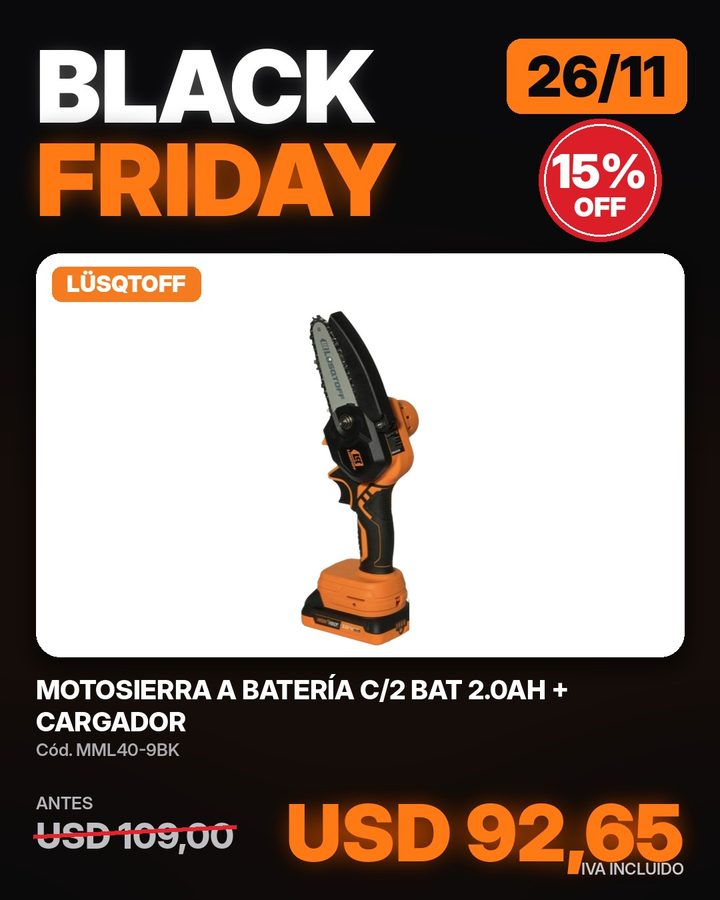 BLACK
FRIDAY
26/11
15%
OFF
LÜSQTOFF
LÜSQTOFF
MOTOSIERRA A BATERÍA C/2 BAT 2.0AH +
CARGADOR
Cód. MML40-9BK
ANTES
USD 109,00
USD 92,65
IVA INCLUIDO